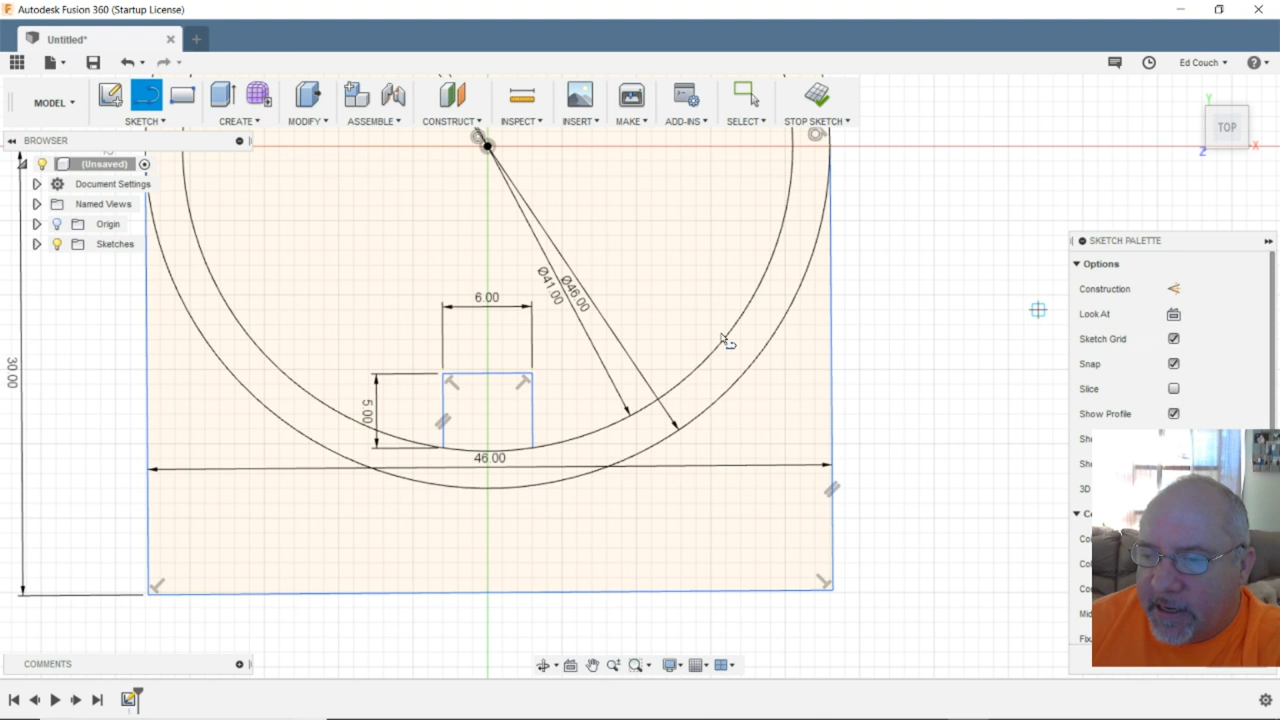 Autodesk Fusion 360 (Startup License)
Untitled*
Ed Couch
MODEL
SKETCH
CREATE
MODIFY
ASSEMBLE
CONSTRUCT
INSPECT
INSERT
MAKE
ADD-INS
SELECT
STOP SKETCH
BROWSER
(Unsaved)
Document Settings
Named Views
Origin
Sketches
Y
TOP
X
Z
SKETCH PALETTE
Options
Construction
Look At
Sketch Grid
Snap
Slice
Show Profile
3D
Ø41.00
Ø46.00
6.00
5.00
46.00
30.00
COMMENTS